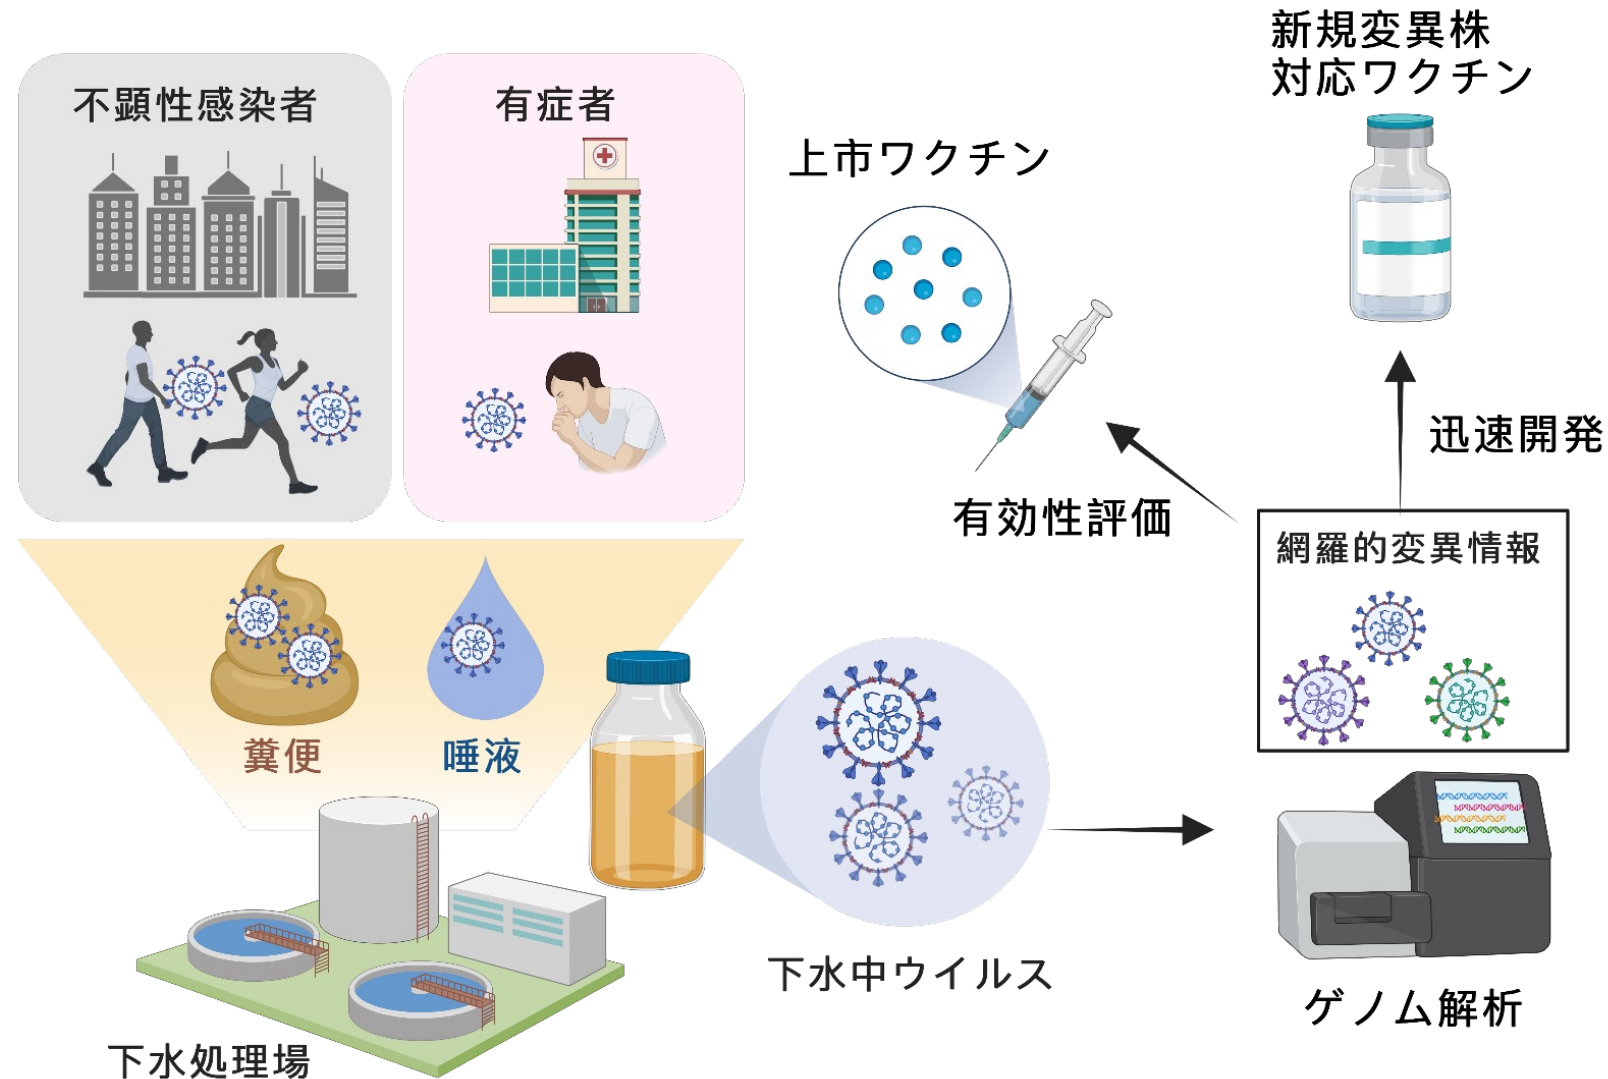 不顕性感染者
有症者
糞便
唾液
下水処理場
下水中ウイルス
ゲノム解析
網羅的変異情報
有効性評価
上市ワクチン
迅速開発
新規変異株
対応ワクチン